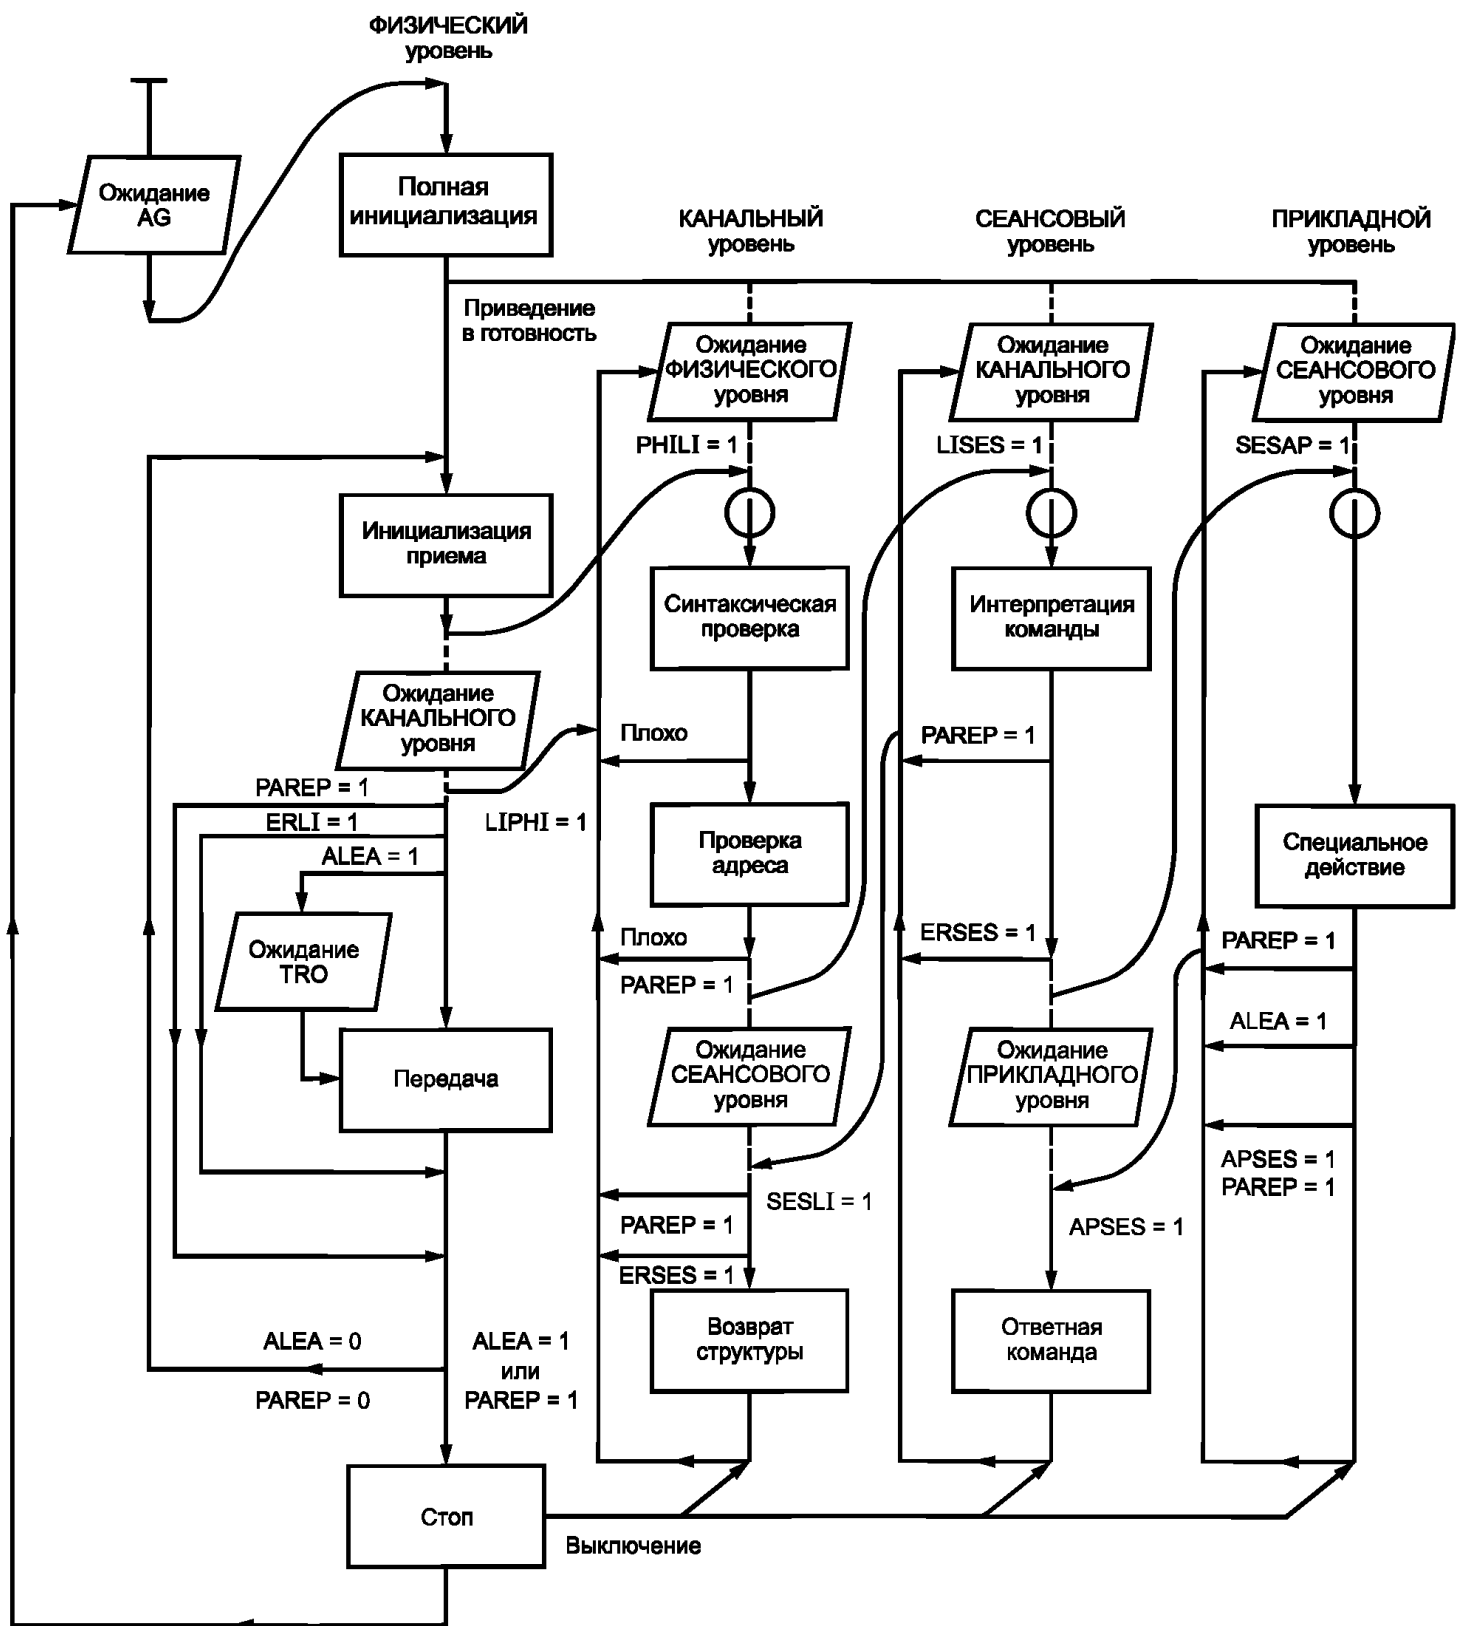 ФИЗИЧЕСКИЙ
уровень
Ожидание
AG
Полная
инициализация
КАНАЛЬНЫЙ
уровень
СЕАНСОВЫЙ
уровень
ПРИКЛАДНОЙ
уровень
Приведение
в готовность
Ожидание
ФИЗИЧЕСКОГО
уровня
Ожидание
КАНАЛЬНОГО
уровня
Ожидание
СЕАНСОВОГО
уровня
PHILI = 1
LISES = 1
SESAP = 1
Инициализация
приема
Синтаксическая
проверка
Интерпретация
команды
Ожидание
КАНАЛЬНОГО
уровня
Плохо
PAREP = 1
PAREP = 1
ERLI = 1
LIPHI = 1
ALEA = 1
Проверка
адреса
Специальное
действие
Ожидание
TRO
Плохо
PAREP = 1
ERSES = 1
PAREP = 1
ALEA = 1
Передача
Ожидание
СЕАНСОВОГО
уровня
Ожидание
ПРИКЛАДНОГО
уровня
APSES = 1
PAREP = 1
SESLI = 1
PAREP = 1
APSES = 1
ERSES = 1
Возврат
структуры
Ответная
команда
ALEA = 0
PAREP = 0
ALEA = 1
или
PAREP = 1
Стоп
Выключение